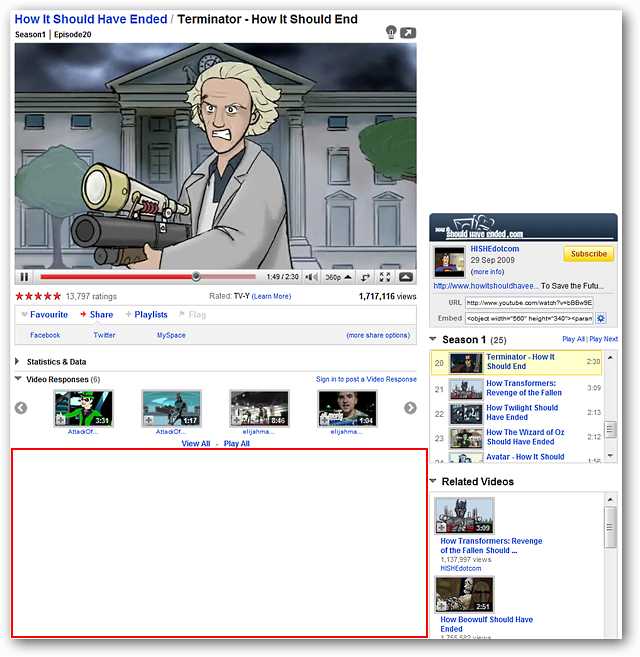 How It Should Have Ended / Terminator - How It Should End
Season1 | Episode20
1:49 / 2:30
360p
13,797 ratings
Rated: TV-Y (Learn More)
1,717,116 views
Favourite
Share
Playlists
Flag
Facebook
Twitter
MySpace
(more share options)
Statistics & Data
Video Responses (6)
Sign in to post a Video Response
3:31
1:17
8:46
1:04
AttackOf...
AttackOf...
elijahma...
elijahma...
View All - Play All
how it
should have ended.com
HISHEdotcom
29 Sep 2009
(more info)
Subscribe
http://www.howitshouldhavee... To Save the Futu...
URL http://www.youtube.com/watch?v=bBBw9E
Embed <object width="560" height="340"><param
Season 1 (25)
Play All | Play Next
20 Terminator - How It Should End 2:30
21 How Transformers: Revenge of the Fallen 3:09
22 How Twilight Should Have Ended 2:13
23 How The Wizard of Oz Should Have Ended 2:12
24 Avatar - How It Should 1:56
Related Videos
3:09
How Transformers: Revenge
of the Fallen Should ...
1,137,997 views
HISHEdotcom
2:51
How Beowulf Should Have
Ended